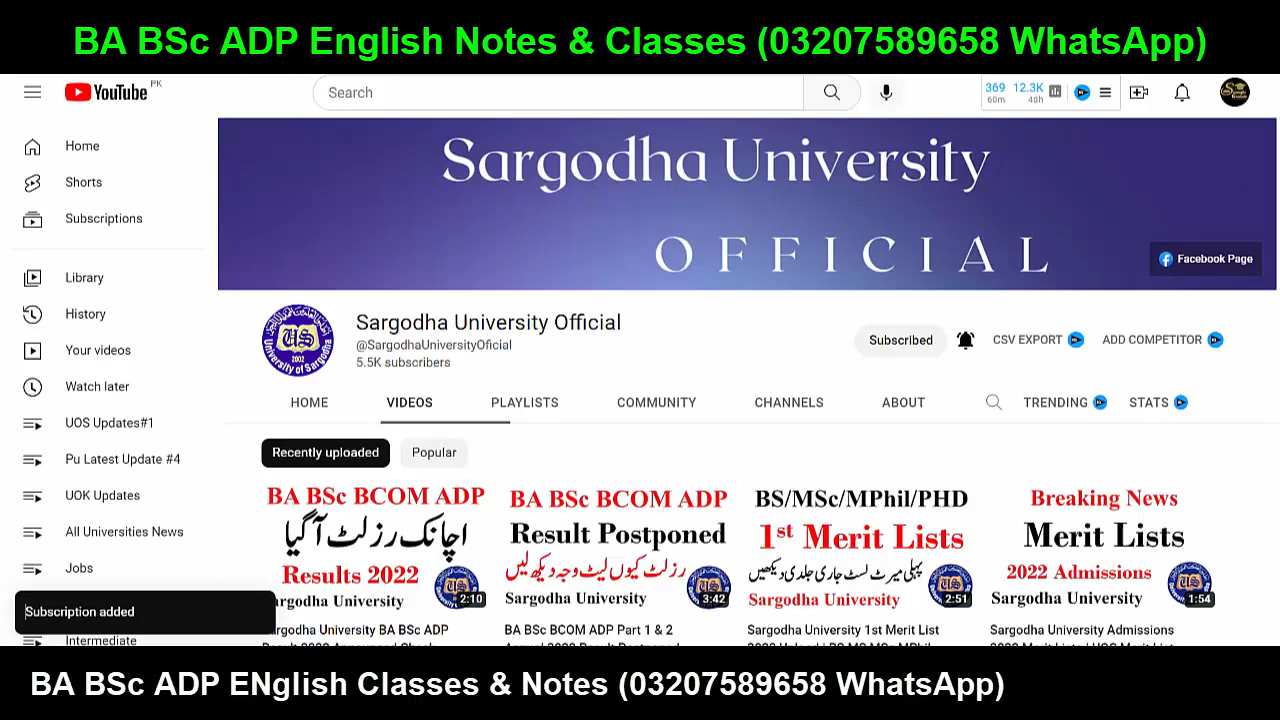 BA BSc ADP English Notes & Classes (03207589658 WhatsApp)
YouTube PK
Search
369 12.3K
60m 48h
Home
Shorts
Subscriptions
Library
History
Your videos
Watch later
UOS Updates#1
Pu Latest Update #4
UOK Updates
All Universities News
Jobs
Subscription added
Intermediate
Sargodha University
OFFICIAL
Facebook Page
US
2002
University of Sargodha
Sargodha University Official
@SargodhaUniversityOficial
5.5K subscribers
Subscribed
CSV EXPORT
ADD COMPETITOR
HOME VIDEOS PLAYLISTS COMMUNITY CHANNELS ABOUT TRENDING STATS
Recently uploaded Popular
BA BSc BCOM ADP
اچانک رزلٹ آگیا
Results 2022
argodha University
2:10
argodha University BA BSc ADP
BA BSc BCOM ADP
Result Postponed
رزلٹ کیوں لیٹ وجہ دیکھ لیں
Sargodha University
3:42
BA BSc BCOM ADP Part 1 & 2
BS/MSc/MPhil/PHD
1st Merit Lists
پہلی میرٹ لسٹ جاری جلدی دیکھیں
Sargodha University
2:51
Sargodha University 1st Merit List
Breaking News
Merit Lists
2022 Admissions
Sargodha University
1:54
Sargodha University Admissions
BA BSc ADP ENglish Classes & Notes (03207589658 WhatsApp)